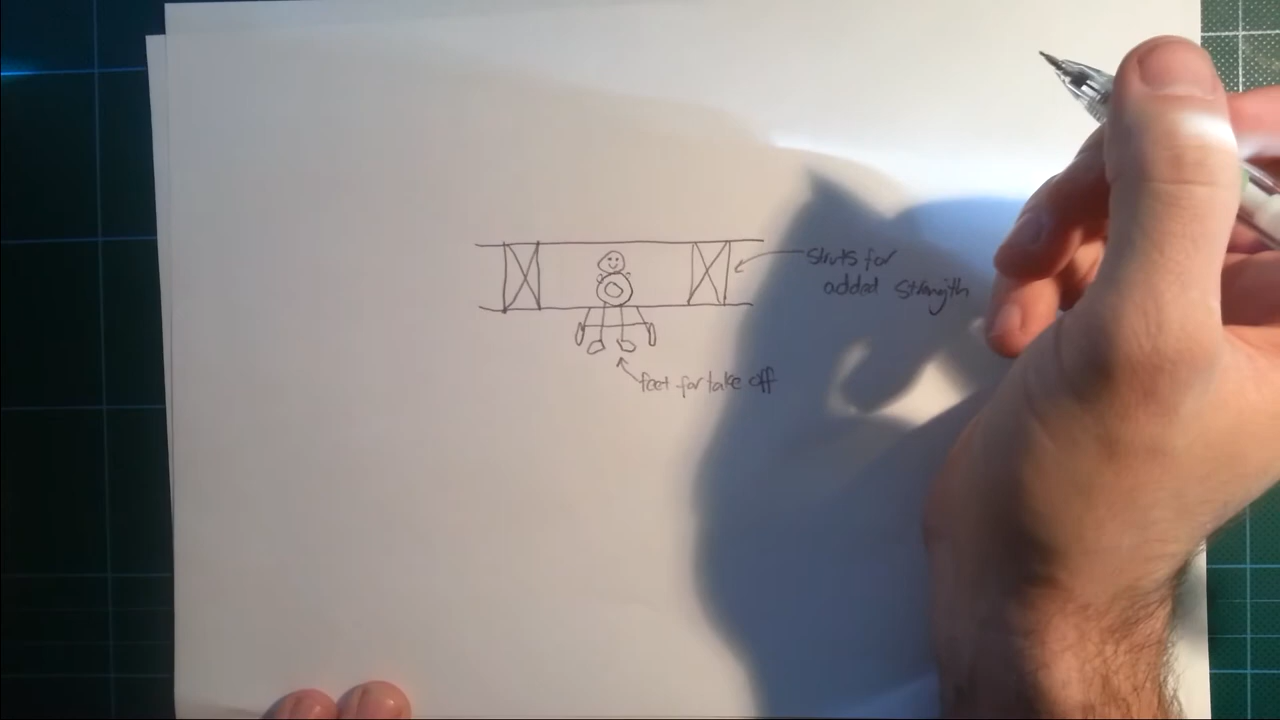 struts for
added strength
feet for take off